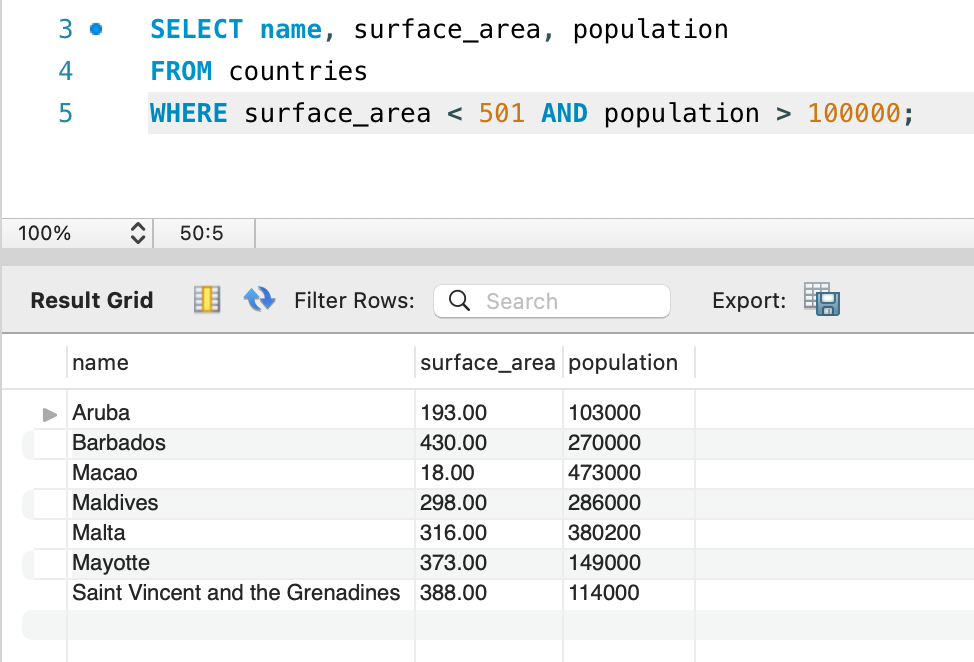 3 SELECT name, surface_area, population
4 FROM countries
5 WHERE surface_area < 501 AND population > 100000;
100% 50:5
Result Grid Filter Rows: Search Export:
name surface_area population
Aruba 193.00 103000
Barbados 430.00 270000
Macao 18.00 473000
Maldives 298.00 286000
Malta 316.00 380200
Mayotte 373.00 149000
Saint Vincent and the Grenadines 388.00 114000